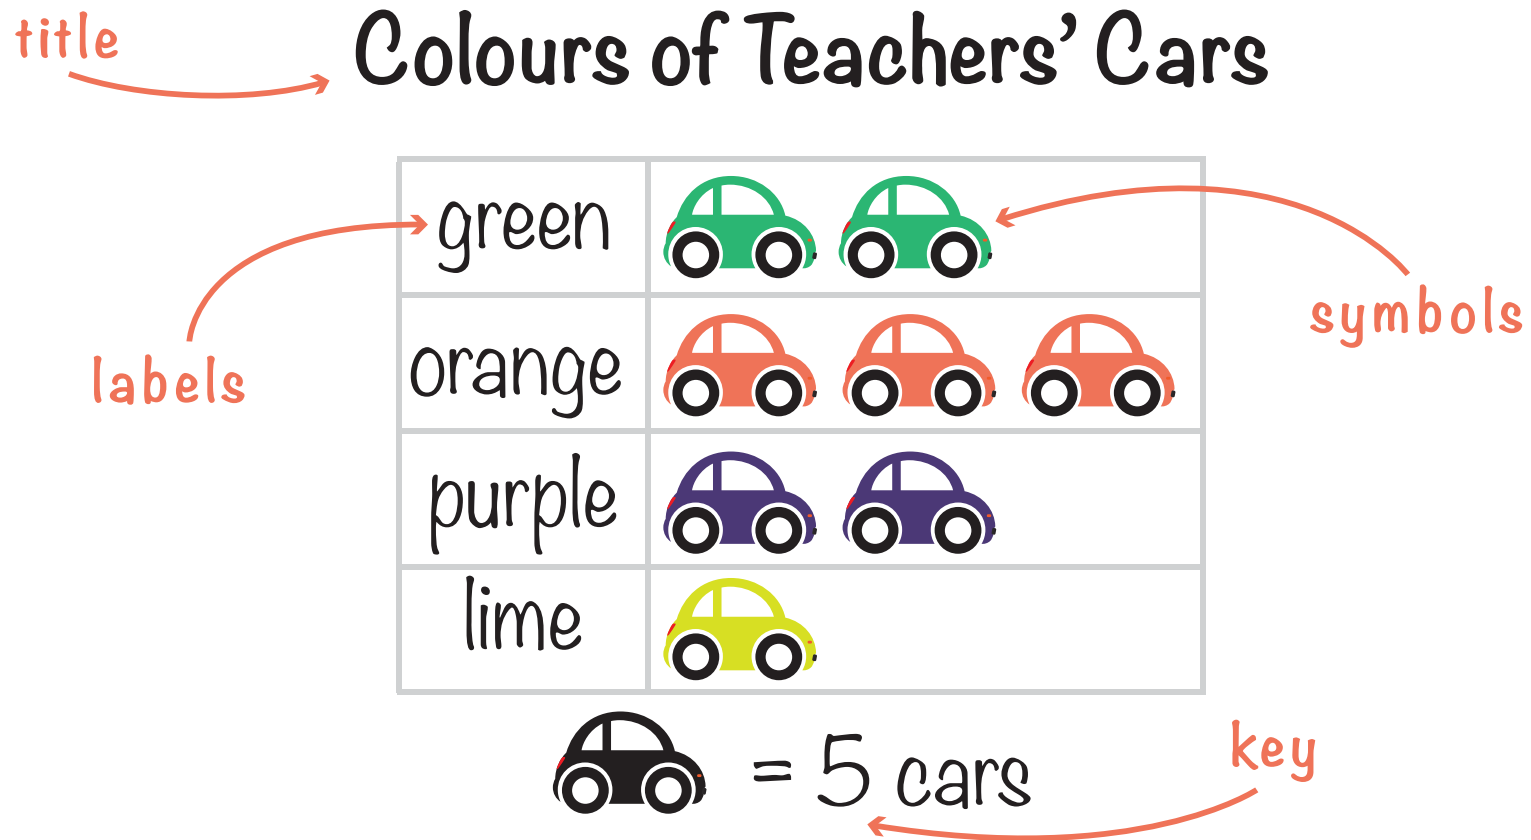 title
Colours of Teachers' Cars
green
symbols
labels
orange
purple
lime
key
= 5 cars